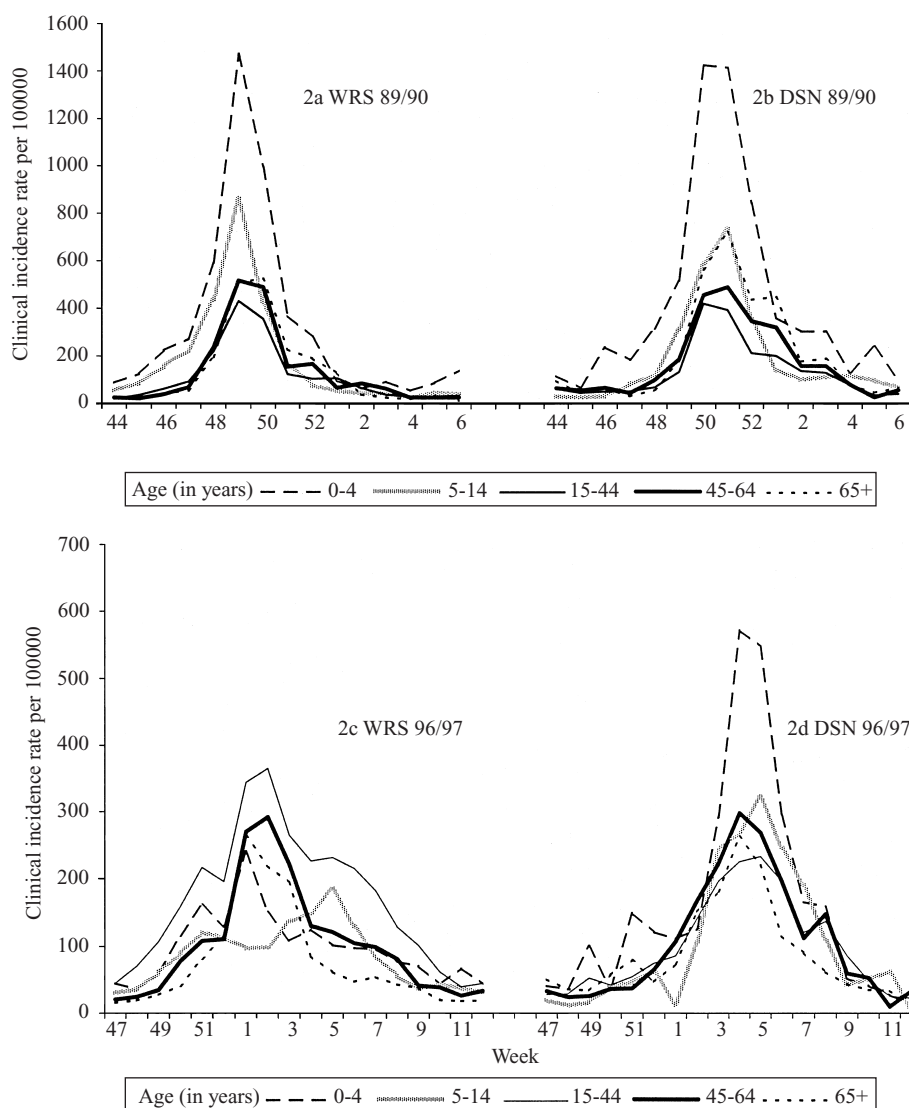 Clinical incidence rate per 100000
1600
1400
1200
1000
800
600
400
200
0
2a WRS 89/90
2b DSN 89/90
44 46 48 50 52 2 4 6 44 46 48 50 52 2 4 6
Age (in years) 0-4 5-14 15-44 45-64 65+
Clinical incidence rate per 100000
700
600
500
400
300
200
100
0
2c WRS 96/97
2d DSN 96/97
47 49 51 1 3 5 7 9 11 47 49 51 1 3 5 7 9 11
Week
Age (in years) 0-4 5-14 15-44 45-64 65+